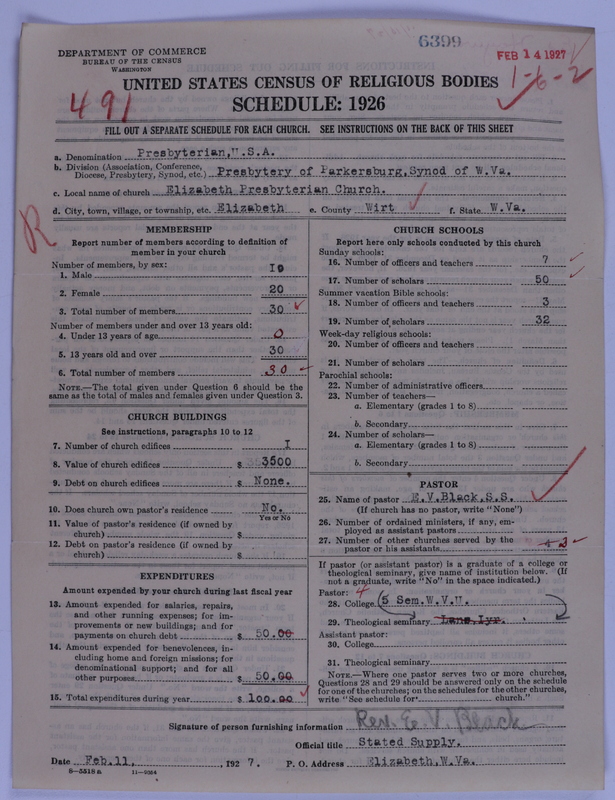 6399
DEPARTMENT OF COMMERCE
BUREAU OF THE CENSUS
WASHINGTON
FEB 14 1927
1-6-2
UNITED STATES CENSUS OF RELIGIOUS BODIES
491
SCHEDULE: 1926
FILL OUT A SEPARATE SCHEDULE FOR EACH CHURCH. SEE INSTRUCTIONS ON THE BACK OF THIS SHEET
a. Denomination Presbyterian, U.S.A.
b. Division (Association, Conference, Diocese, Presbytery, Synod, etc.) Presbytery of Parkersburg, Synod of W.Va.
c. Local name of church Elizabeth Presbyterian Church.
d. City, town, village, or township, etc. Elizabeth e. County Wirt f. State W.Va.
R
MEMBERSHIP
Report number of members according to definition of
member in your church
Number of members, by sex:
1. Male 10
2. Female 20
3. Total number of members 30
Number of members under and over 13 years old:
4. Under 13 years of age 0
5. 13 years old and over 30
6. Total number of members 30
NOTE.—The total given under Question 6 should be the
same as the total of males and females given under Question 3.
CHURCH BUILDINGS
See instructions, paragraphs 10 to 12
7. Number of church edifices I
8. Value of church edifices $ 3500
9. Debt on church edifices $ None.
10. Does church own pastor's residence? No.
Yes or No
11. Value of pastor's residence (if owned by
church) $
12. Debt on pastor's residence (if owned by
church) $
EXPENDITURES
Amount expended by your church during last fiscal year
13. Amount expended for salaries, repairs,
and other running expenses; for im-
provements or new buildings; and for
payments on church debt $ 50.00
14. Amount expended for benevolences, in-
cluding home and foreign missions; for
denominational support; and for all
other purposes $ 50.00
15. Total expenditures during year $ 100.00
CHURCH SCHOOLS
Report here only schools conducted by this church
Sunday schools:
16. Number of officers and teachers 7
17. Number of scholars 50
Summer vacation Bible schools:
18. Number of officers and teachers 3
19. Number of scholars 32
Week-day religious schools:
20. Number of officers and teachers
21. Number of scholars
Parochial schools:
22. Number of administrative officers
23. Number of teachers—
a. Elementary (grades 1 to 8)
b. Secondary
24. Number of scholars—
a. Elementary (grades 1 to 8)
b. Secondary
PASTOR
25. Name of pastor E.V.Black,S.S.
(If church has no pastor, write "None")
26. Number of ordained ministers, if any, em-
ployed as assistant pastors
27. Number of other churches served by the
pastor or his assistants 3
If pastor (or assistant pastor) is a graduate of a college or
theological seminary, give name of institution below. (If
not a graduate, write "No" in the space indicated.)
Pastor: 4
28. College (5 Sem.W.V.U.
29. Theological seminary Lane, 1yr.
Assistant pastor:
30. College
31. Theological seminary
NOTE.—Where one pastor serves two or more churches,
Questions 28 and 29 should be answered only on the schedule
for one of the churches; on the schedules for the other churches,
write "See schedule for church."
Signature of person furnishing information Rev. E. V. Black
Official title Stated Supply.
Date Feb.11, 1927. P. O. Address Elizabeth, W.Va.
8—5518 a 11—9064